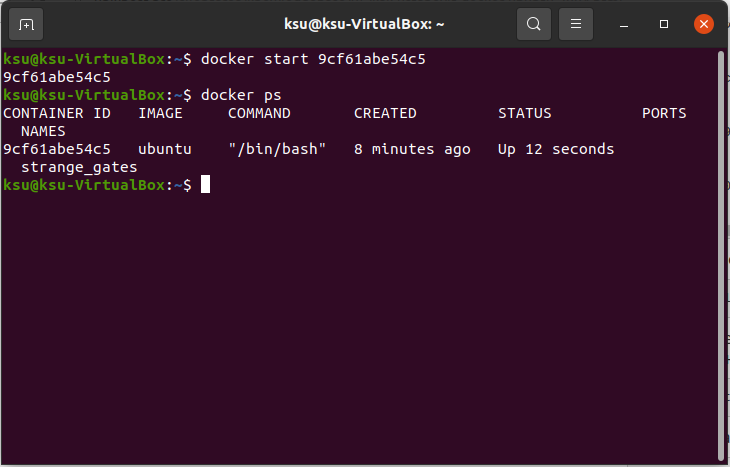 ksu@ksu-VirtualBox: ~
ksu@ksu-VirtualBox:~$ docker start 9cf61abe54c5
9cf61abe54c5
ksu@ksu-VirtualBox:~$ docker ps
CONTAINER ID   IMAGE     COMMAND       CREATED         STATUS          PORTS
  NAMES
9cf61abe54c5   ubuntu    "/bin/bash"   8 minutes ago   Up 12 seconds
  strange_gates
ksu@ksu-VirtualBox:~$